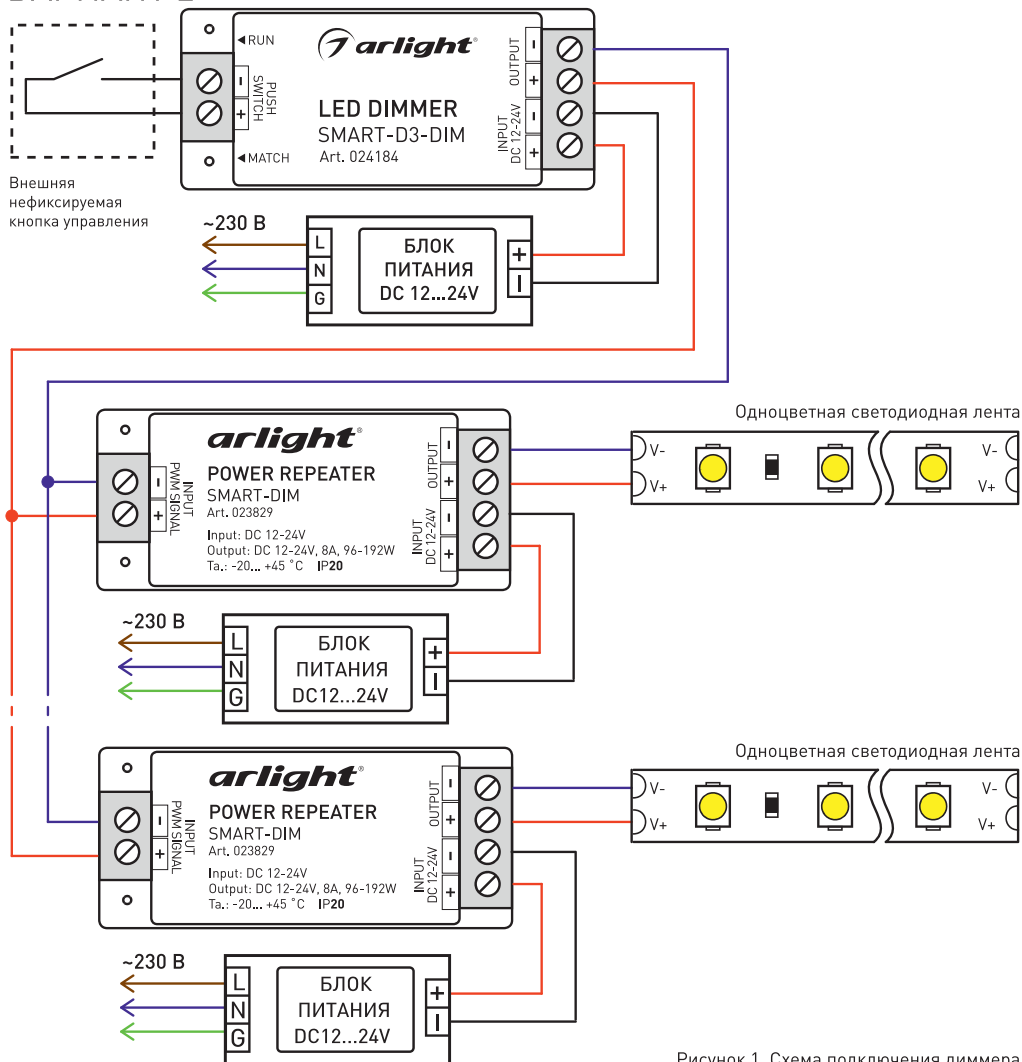 ◄RUN
arlight®
LED DIMMER
SMART-D3-DIM
Art. 024184
◄MATCH
-
+
PUSH
SWITCH
-
+
OUTPUT
-
+
INPUT
DC 12-24V
Внешняя
нефиксируемая
кнопка управления
~230 В
L
N
G
БЛОК
ПИТАНИЯ
DC 12...24V
+
-
Одноцветная светодиодная лента
-
+
INPUT
PWM SIGNAL
arlight®
POWER REPEATER
SMART-DIM
Art. 023829
Input: DC 12-24V
Output: DC 12-24V, 8A, 96-192W
Ta.: -20... +45 °C IP20
-
+
OUTPUT
-
+
INPUT
DC 12-24V
V-
V+
V-
V+
~230 В
L
N
G
БЛОК
ПИТАНИЯ
DC12...24V
+
-
Одноцветная светодиодная лента
-
+
INPUT
PWM SIGNAL
arlight®
POWER REPEATER
SMART-DIM
Art. 023829
Input: DC 12-24V
Output: DC 12-24V, 8A, 96-192W
Ta.: -20... +45 °C IP20
-
+
OUTPUT
-
+
INPUT
DC 12-24V
V-
V+
V-
V+
~230 В
L
N
G
БЛОК
ПИТАНИЯ
DC12...24V
+
-
Рисунок 1. Схема подключения диммера